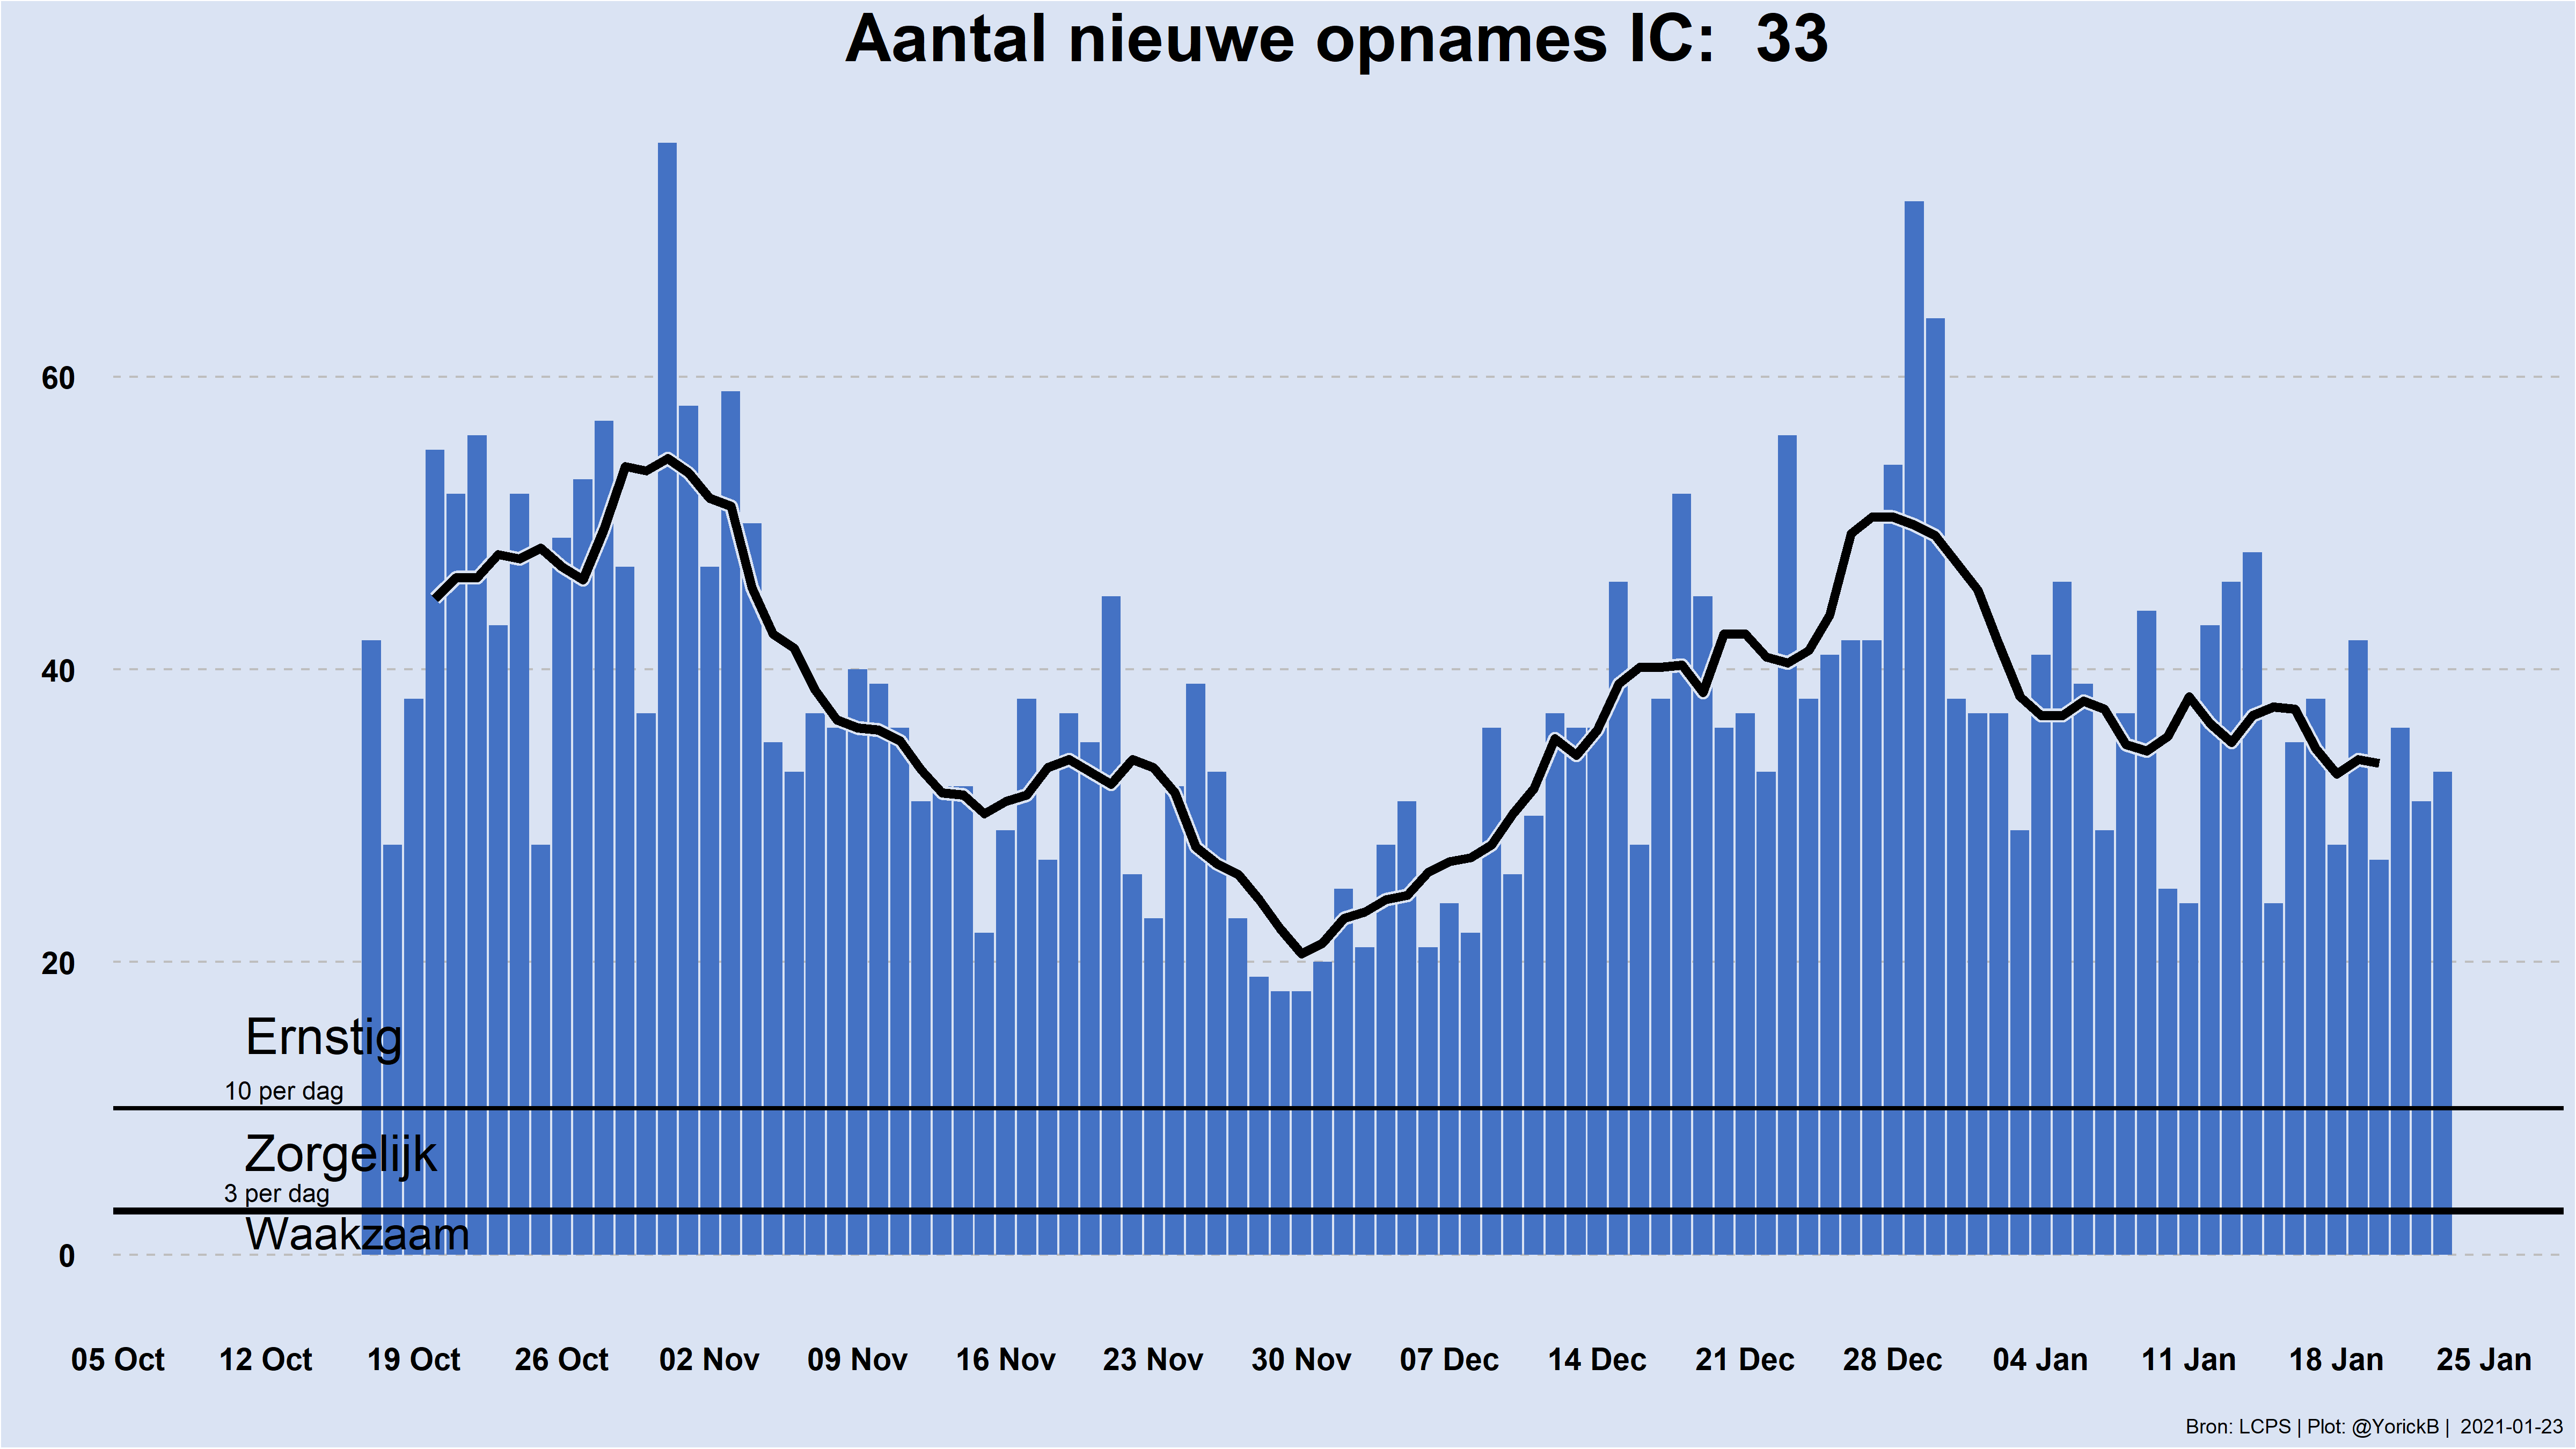 Aantal nieuwe opnames IC:  33
60
40
20
Ernstig
10 per dag
Zorgelijk
3 per dag
Waakzaam
0
05 Oct 12 Oct 19 Oct 26 Oct 02 Nov 09 Nov 16 Nov 23 Nov 30 Nov 07 Dec 14 Dec 21 Dec 28 Dec 04 Jan 11 Jan 18 Jan 25 Jan
Bron: LCPS | Plot: @YorickB |  2021-01-23